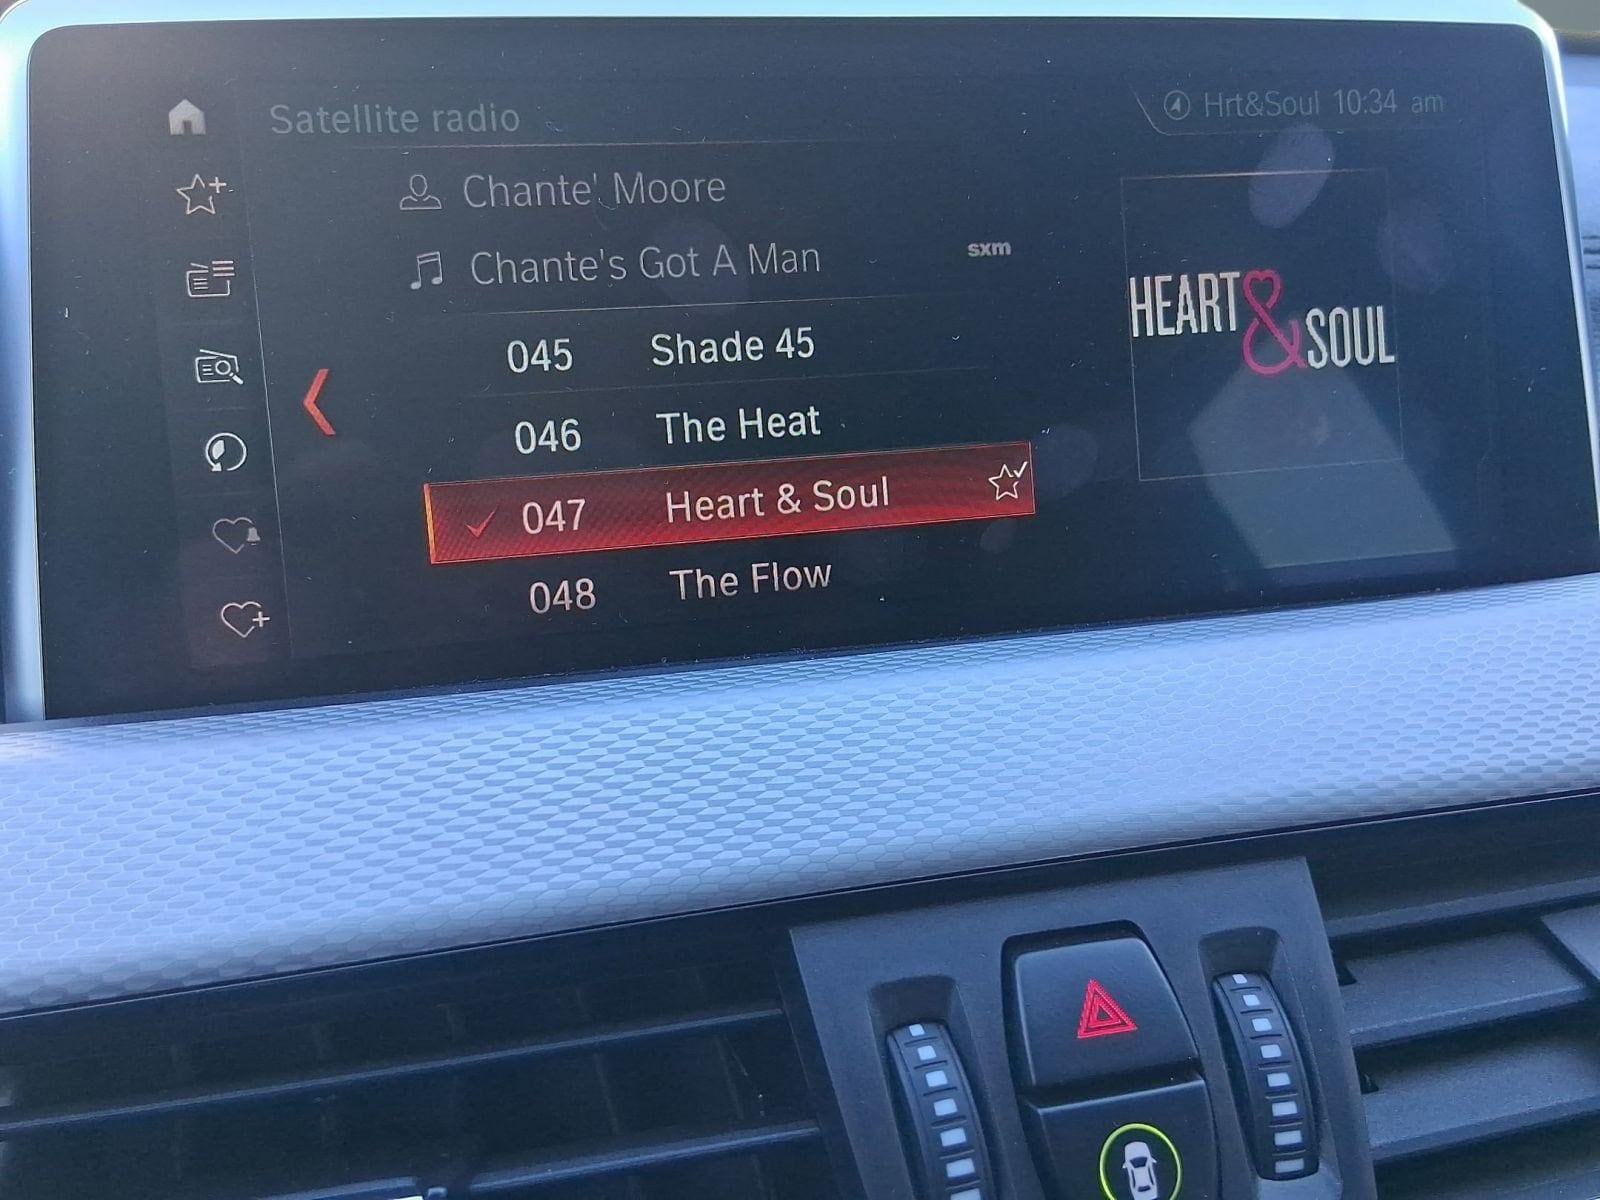 Satellite radio
Hrt&Soul 10:34 am
Chante' Moore
Chante's Got A Man
sxm
045 Shade 45
046 The Heat
047 Heart & Soul
048 The Flow
HEART & SOUL